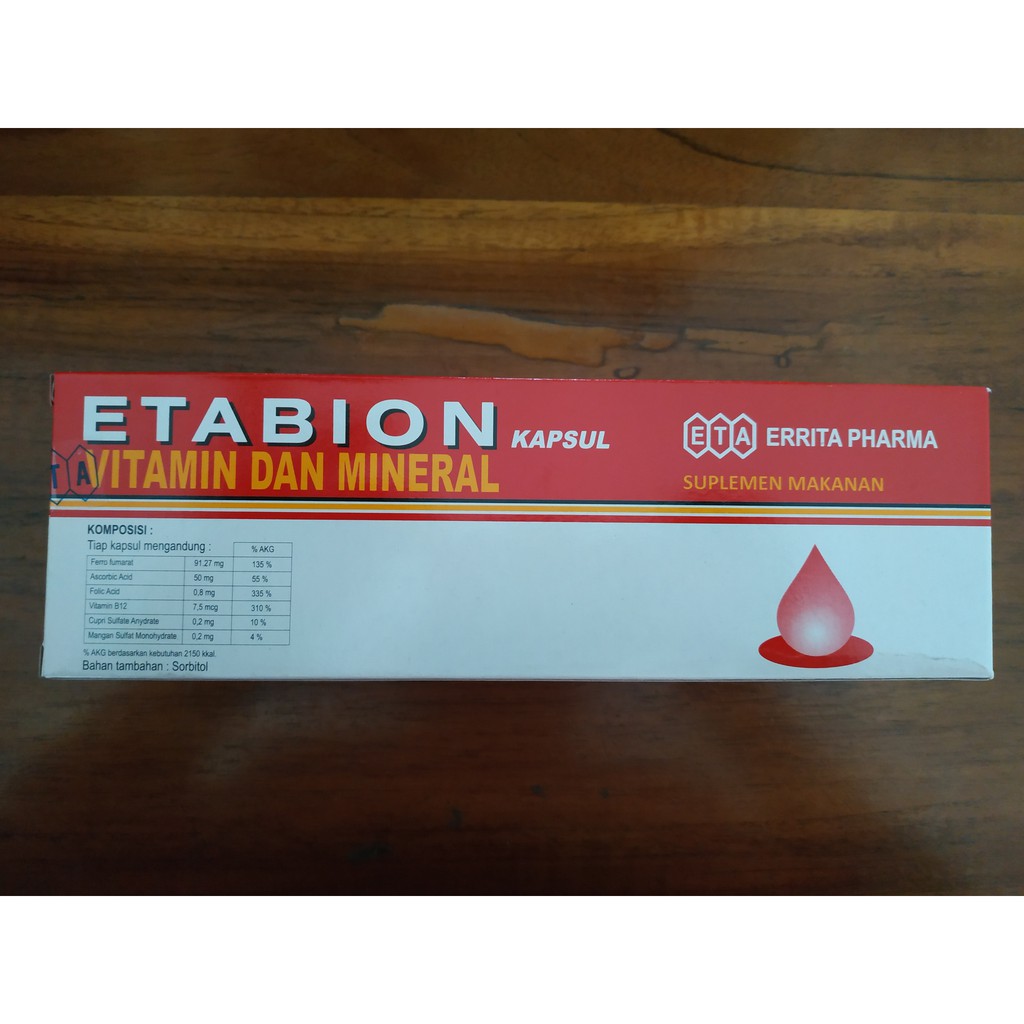 ETABION KAPSUL
VITAMIN DAN MINERAL
ETA ERRITA PHARMA
SUPLEMEN MAKANAN
T A
KOMPOSISI :
Tiap kapsul mengandung : % AKG
Ferro fumarat 91.27 mg 135 %
Ascorbic Acid 50 mg 55 %
Folic Acid 0,8 mg 335 %
Vitamin B12 7,5 mcg 310 %
Cupri Sulfate Anydrate 0,2 mg 10 %
Mangan Sulfat Monohydrate 0,2 mg 4 %
% AKG berdasarkan kebutuhan 2150 kkal.
Bahan tambahan : Sorbitol